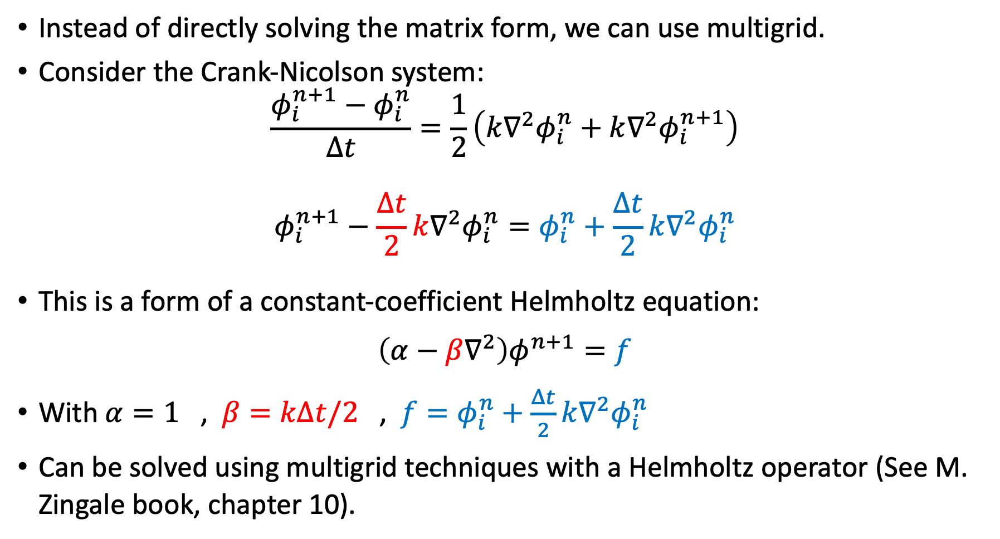 • Instead of directly solving the matrix form, we can use multigrid.
• Consider the Crank-Nicolson system:
$\frac{\phi_i^{n+1} - \phi_i^n}{\Delta t} = \frac{1}{2}\left(k\nabla^2\phi_i^n + k\nabla^2\phi_i^{n+1}\right)$
$\phi_i^{n+1} - \frac{\Delta t}{2}k\nabla^2\phi_i^n = \phi_i^n + \frac{\Delta t}{2}k\nabla^2\phi_i^n$
• This is a form of a constant-coefficient Helmholtz equation:
$(\alpha - \beta\nabla^2)\phi^{n+1} = f$
• With $\alpha = 1$ , $\beta = k\Delta t/2$ , $f = \phi_i^n + \frac{\Delta t}{2}k\nabla^2\phi_i^n$
• Can be solved using multigrid techniques with a Helmholtz operator (See M.
Zingale book, chapter 10).